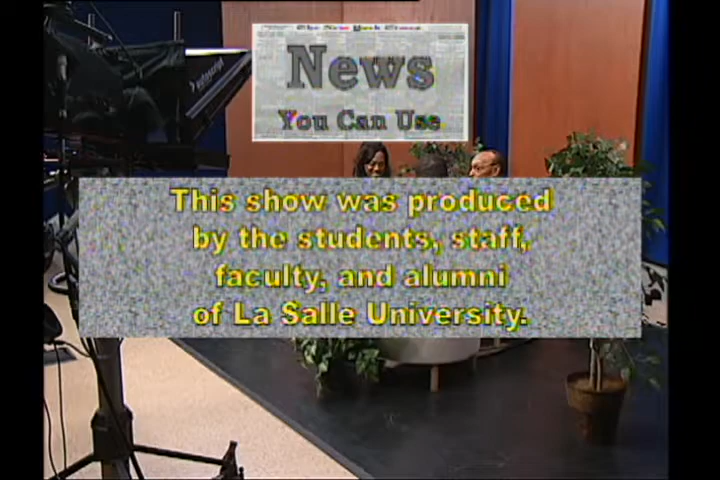 News
You Can Use
autoscript
This show was produced
by the students, staff,
faculty, and alumni
of La Salle University.